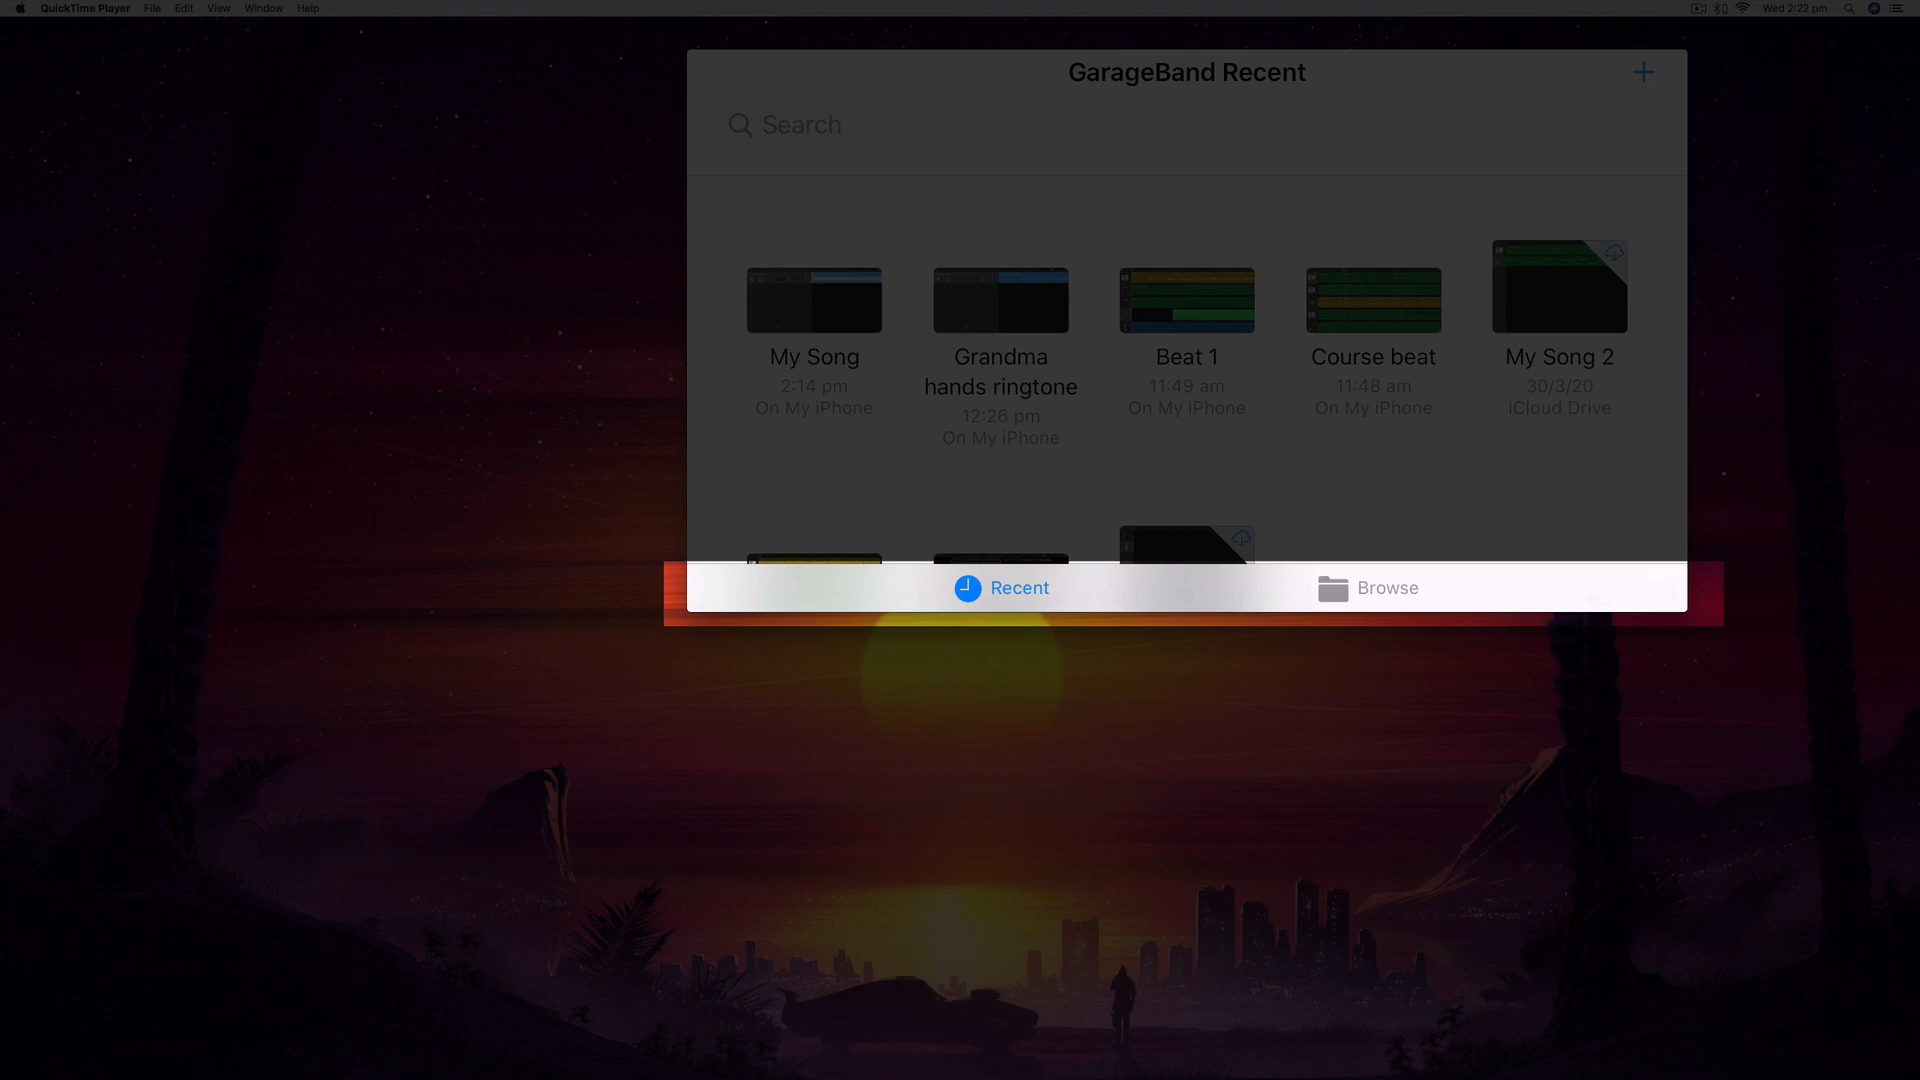 QuickTime Player File Edit View Window Help
Wed 2:22 pm
GarageBand Recent
Search
My Song
2:14 pm
On My iPhone
Grandma
hands ringtone
12:26 pm
On My iPhone
Beat 1
11:49 am
On My iPhone
Course beat
11:48 am
On My iPhone
My Song 2
30/3/20
iCloud Drive
Recent
Browse